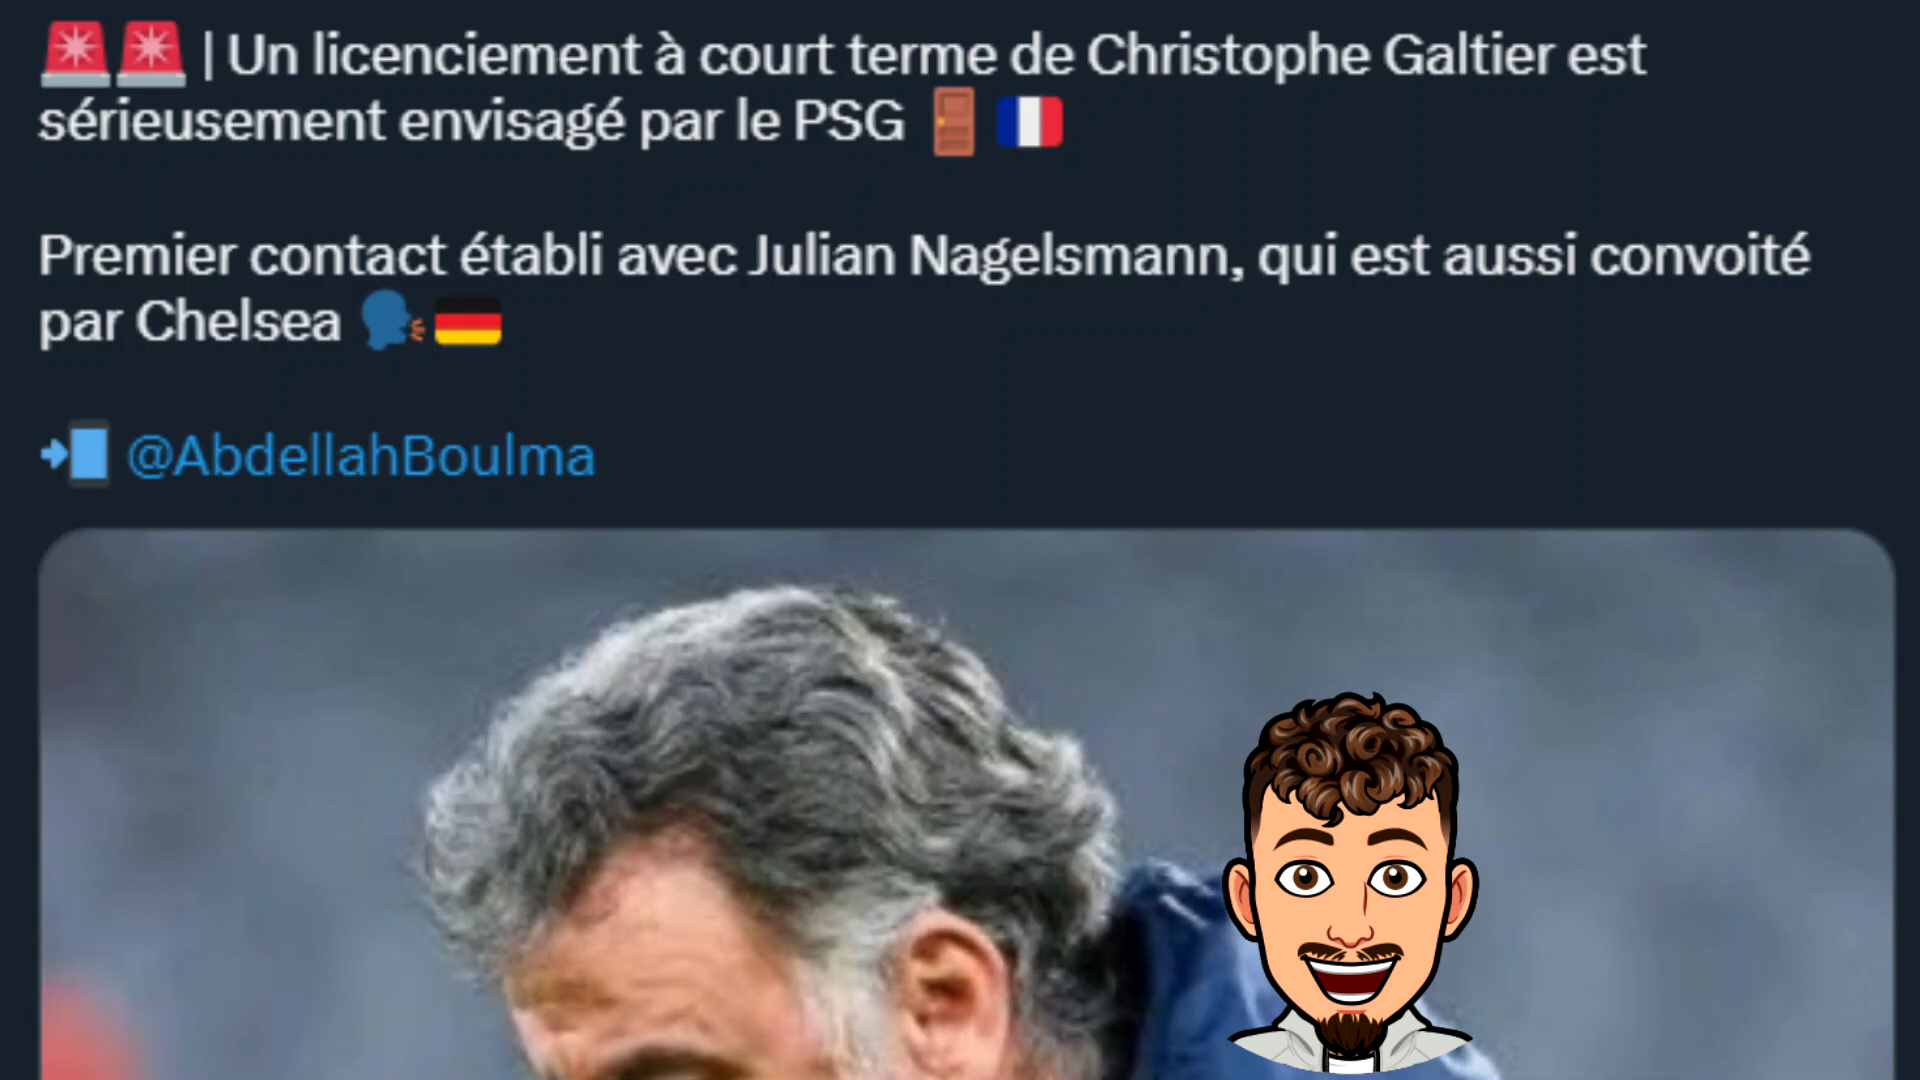 🚨🚨 | Un licenciement à court terme de Christophe Galtier est
sérieusement envisagé par le PSG 🚪🇫🇷
Premier contact établi avec Julian Nagelsmann, qui est aussi convoité
par Chelsea 🗣️🇩🇪
📲 @AbdellahBoulma